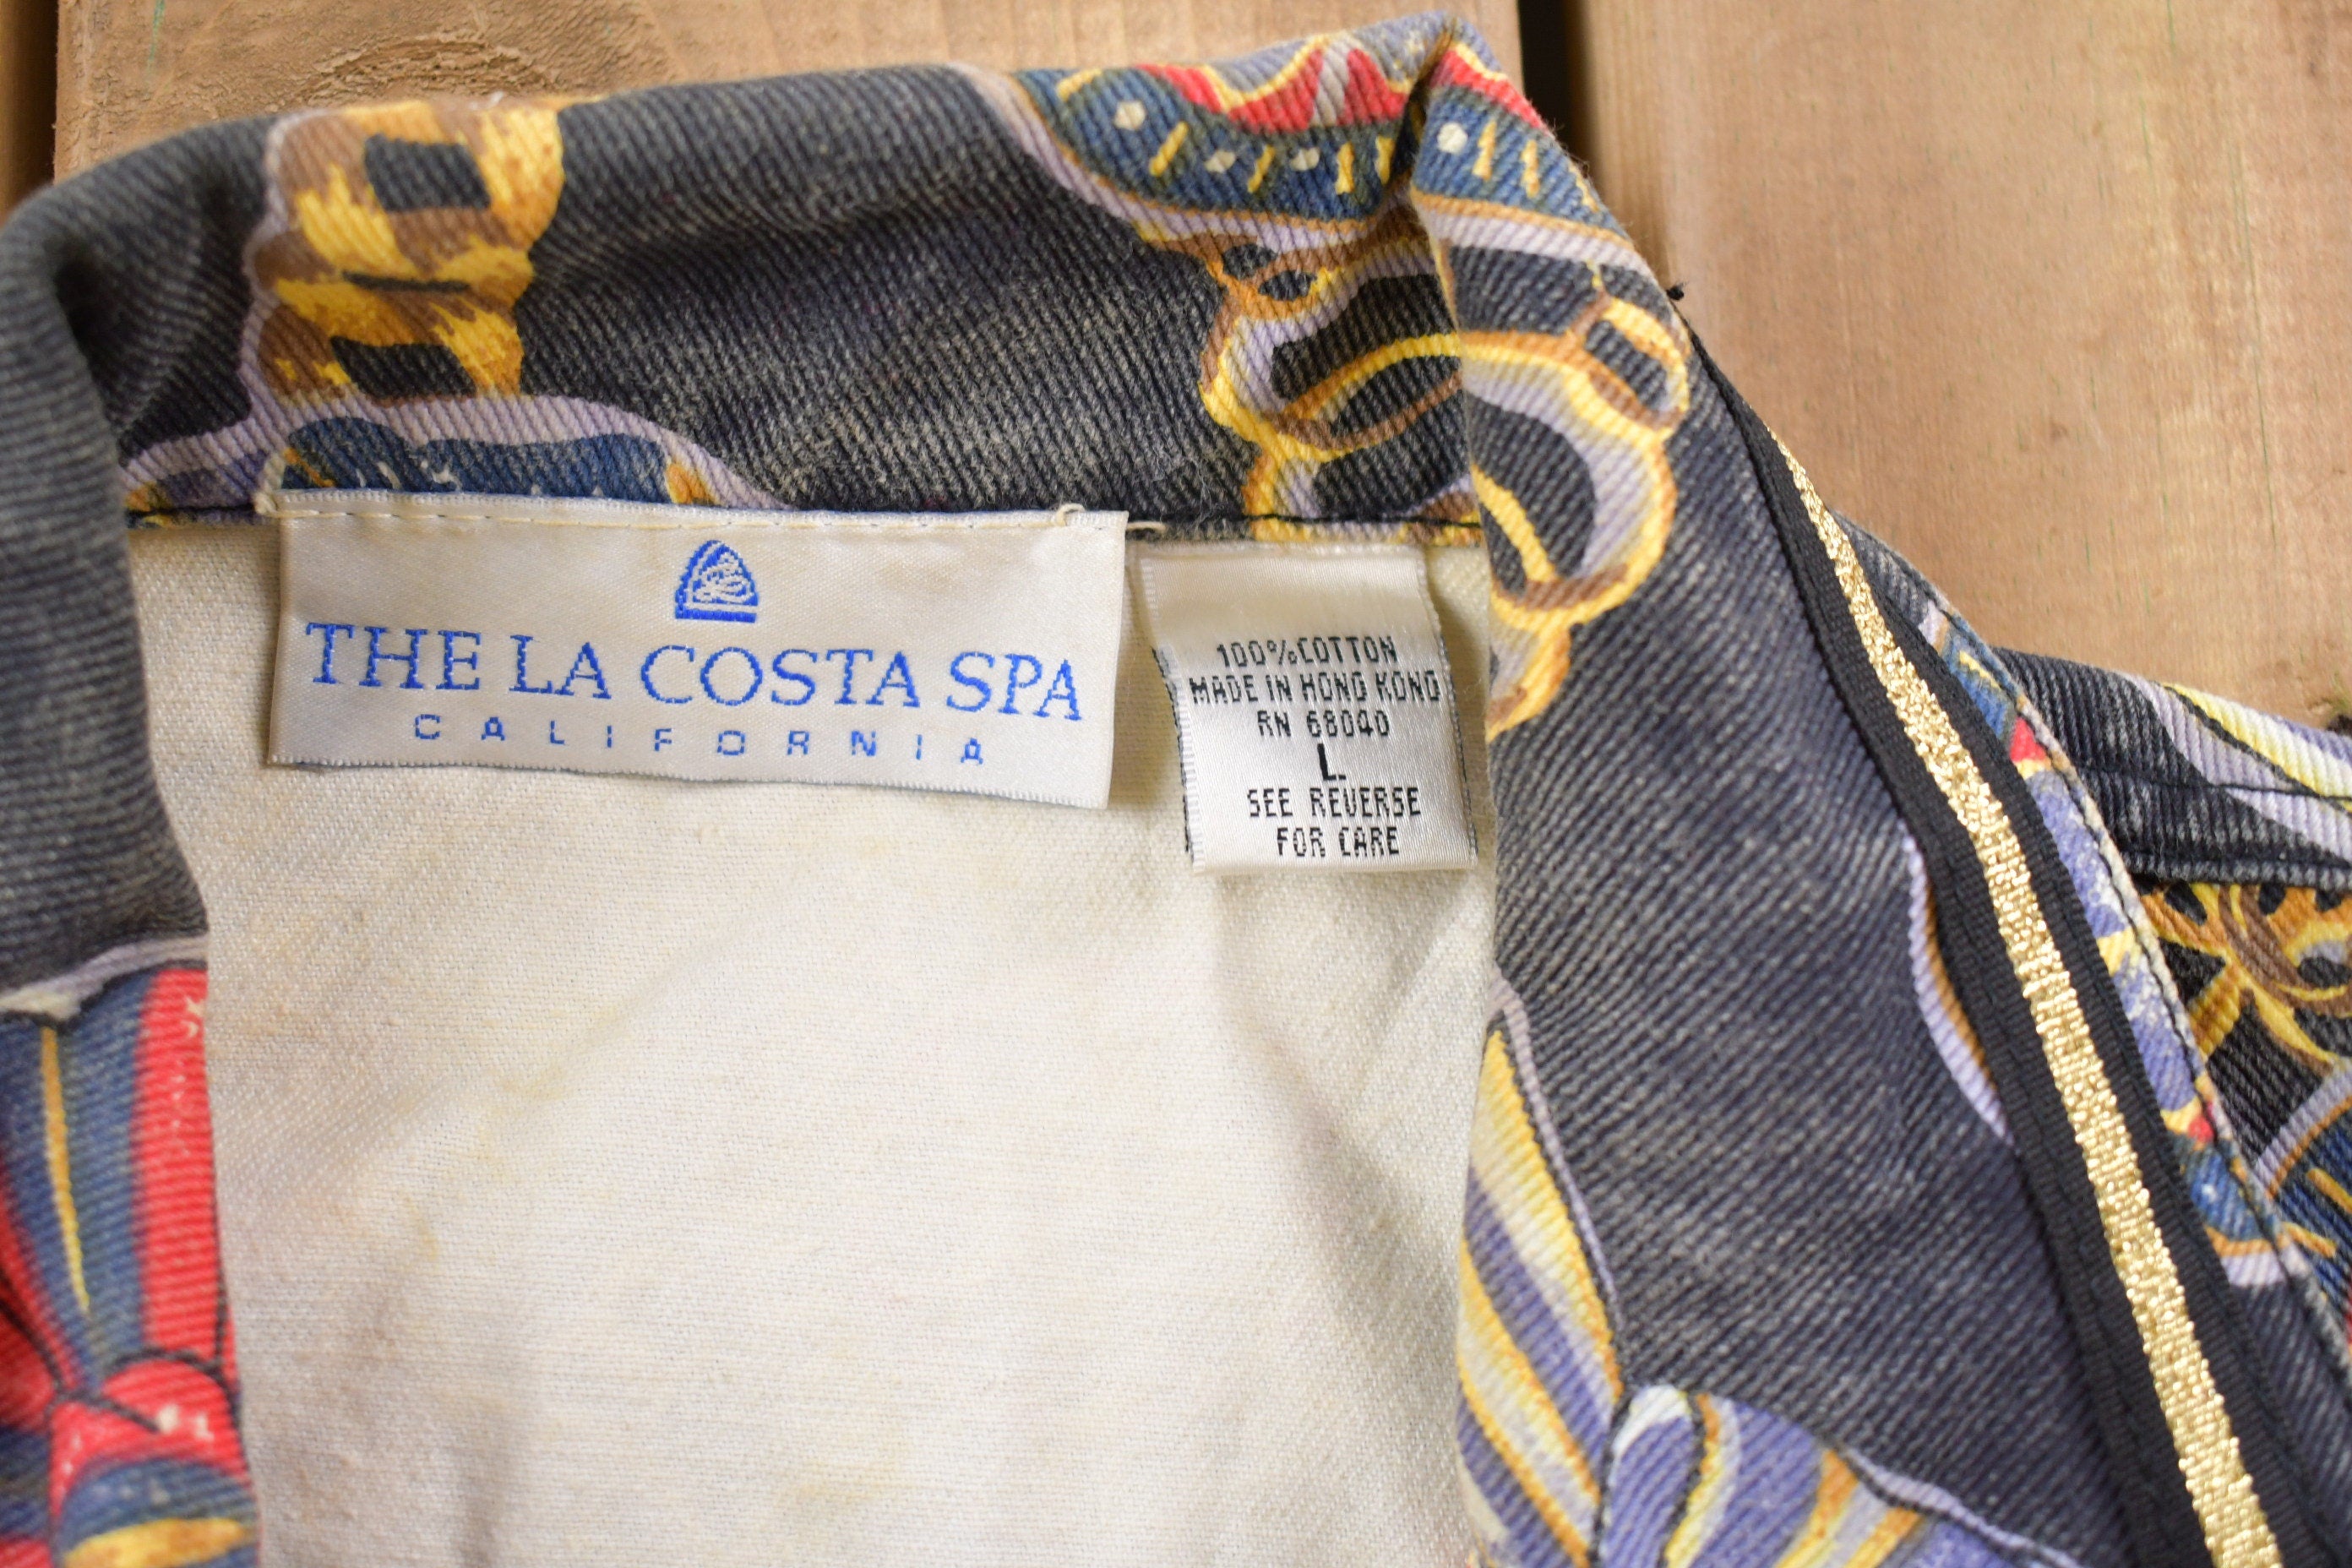 THE LA COSTA SPA
CALIFORNIA
100% COTTON
MADE IN HONG KONG
RN 68040
L
SEE REVERSE
FOR CARE